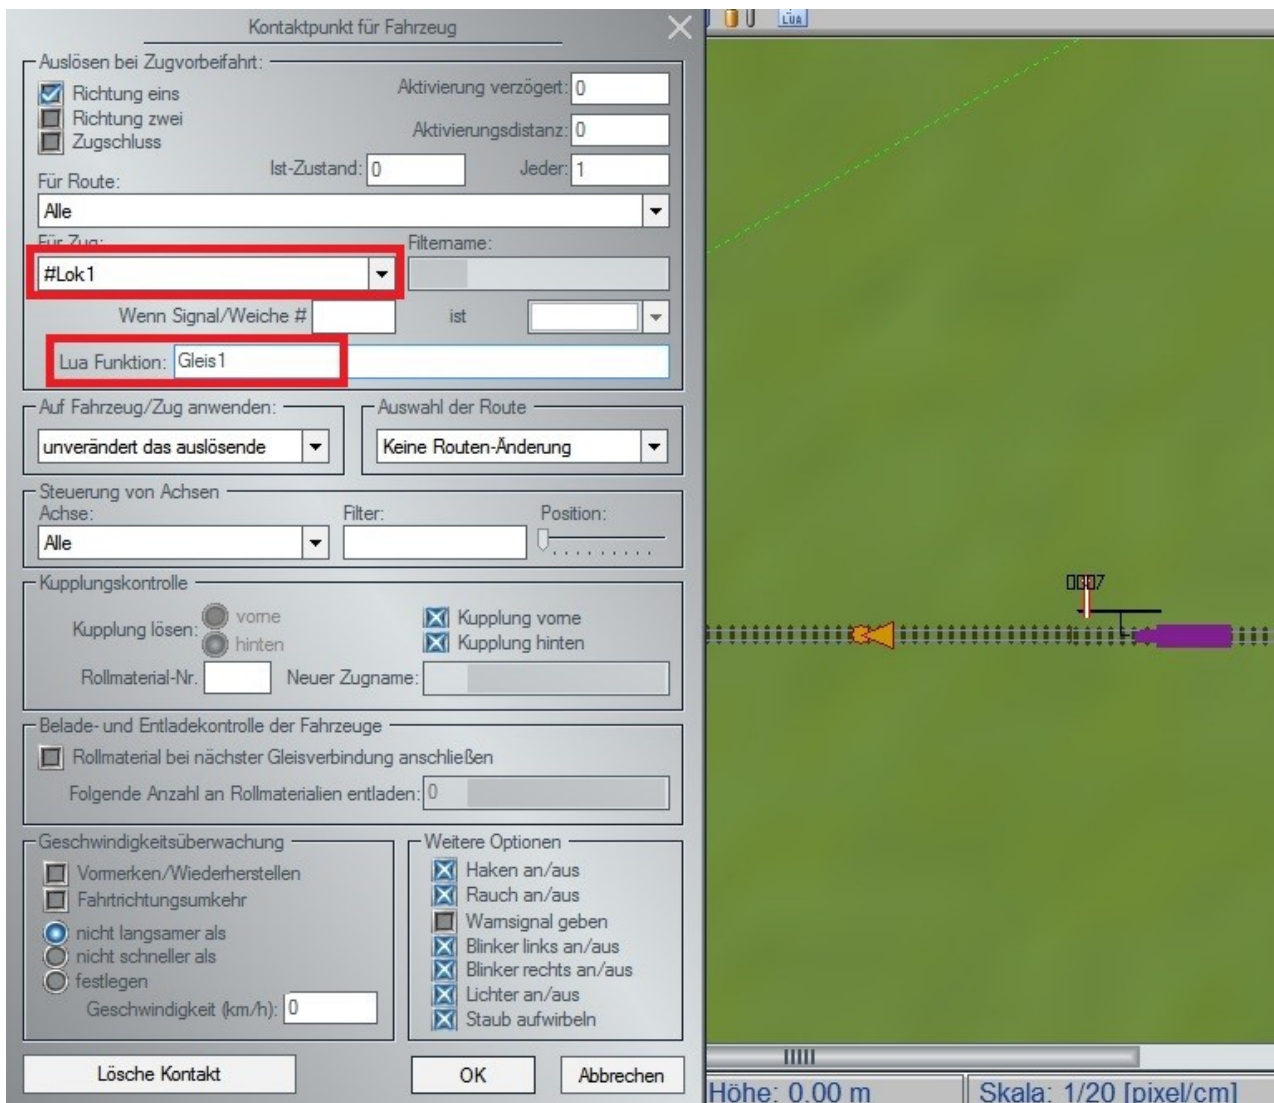 Kontaktpunkt für Fahrzeug
LUA
Auslösen bei Zugvorbeifahrt:
Richtung eins
Aktivierung verzögert: 0
Richtung zwei
Aktivierungsdistanz: 0
Zugschluss
Ist-Zustand: 0
Jeder: 1
Für Route:
Alle
Für Zug:
Filtername:
#Lok1
Wenn Signal/Weiche #
ist
Lua Funktion: Gleis1
Auf Fahrzeug/Zug anwenden:
Auswahl der Route
unverändert das auslösende
Keine Routen-Änderung
Steuerung von Achsen
Achse:
Filter:
Position:
Alle
0007
Kupplungskontrolle
Kupplung lösen:
vorne
hinten
Kupplung vorne
Kupplung hinten
Rollmaterial-Nr.
Neuer Zugname:
Belade- und Entladekontrolle der Fahrzeuge
Rollmaterial bei nächster Gleisverbindung anschließen
Folgende Anzahl an Rollmaterialien entladen: 0
Geschwindigkeitsüberwachung
Vormerken/Wiederherstellen
Fahrtrichtungsumkehr
nicht langsamer als
nicht schneller als
festlegen
Geschwindigkeit (km/h): 0
Weitere Optionen
Haken an/aus
Rauch an/aus
Warnsignal geben
Blinker links an/aus
Blinker rechts an/aus
Lichter an/aus
Staub aufwirbeln
Lösche Kontakt
OK
Abbrechen
Höhe: 0.00 m
Skala: 1/20 [pixel/cm]